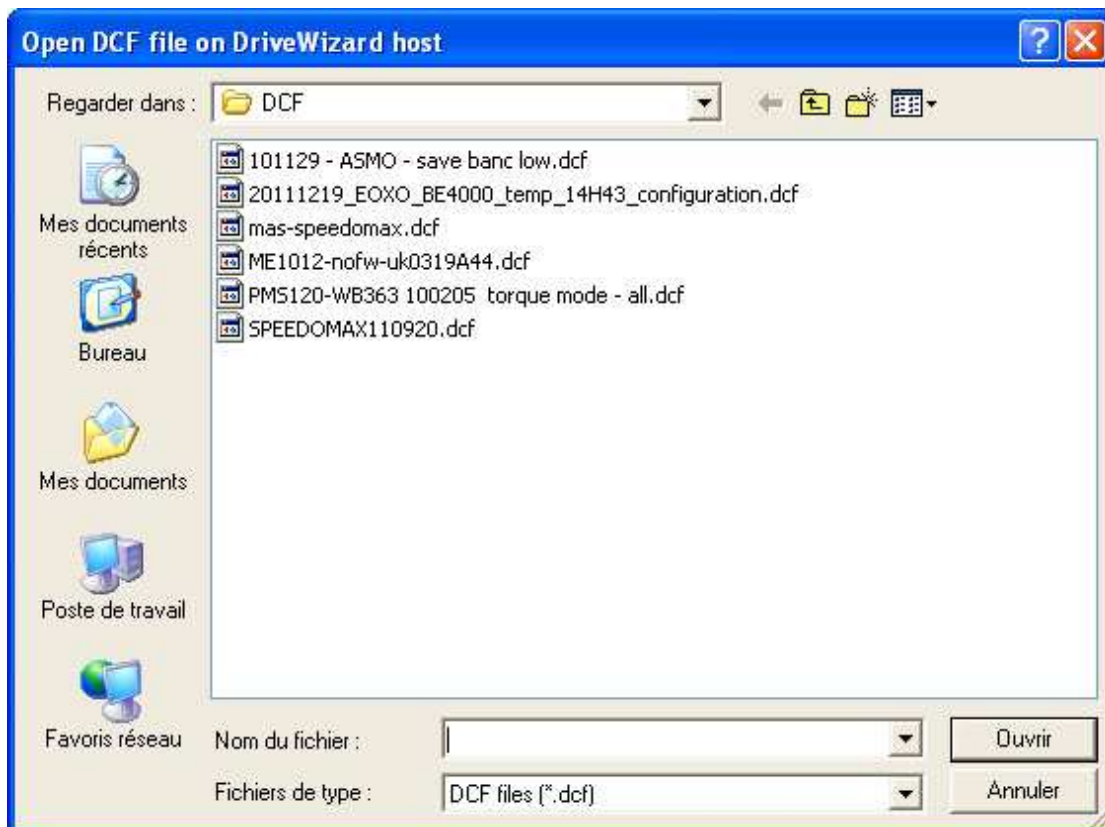 Open DCF file on DriveWizard host
Regarder dans :
DCF
Mes documents
récents
Bureau
Mes documents
Poste de travail
Favoris réseau
101129 - ASMO - save banc low.dcf
20111219_EOXO_BE4000_temp_14H43_configuration.dcf
mas-speedomax.dcf
ME1012-nofw-uk0319A44.dcf
PMS120-WB363 100205  torque mode - all.dcf
SPEEDOMAX110920.dcf
Nom du fichier :
Ouvrir
Fichiers de type :
DCF files (*.dcf)
Annuler